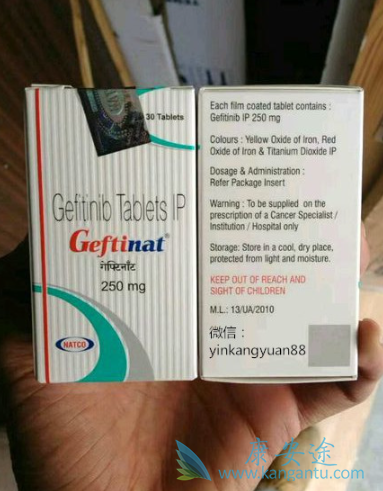 30 Tablets
Gefitinib Tablets IP
Geftinat®
गेफ्टिनॉट
250 mg
NATCO
Each film coated tablet contains :
Gefitinib IP 250 mg
Colours : Yellow Oxide of Iron, Red
Oxide of Iron & Titanium Dioxide IP
Dosage & Administration :
Refer Package Insert
Warning : To be supplied on the
prescription of a Cancer Specialist /
Institution / Hospital only
Storage: Store in a cool, dry place,
protected from light and moisture.
KEEP OUT OF REACH AND
SIGHT OF CHILDREN
M.L.: 13/UA/2010
微信：
yinkangyuan88
康安途
www.kangantu.com